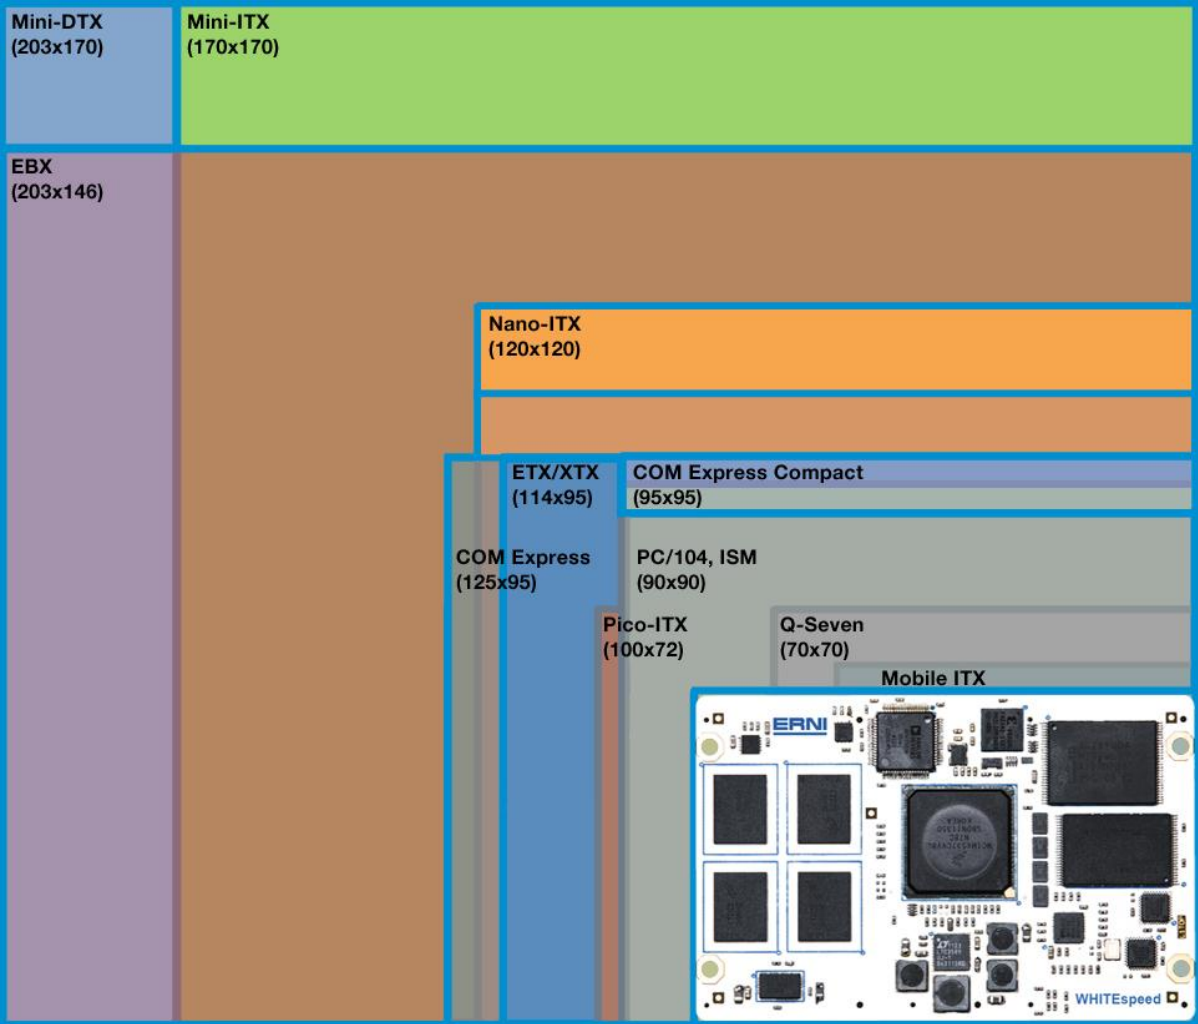 Mini-DTX
(203x170)
Mini-ITX
(170x170)
EBX
(203x146)
Nano-ITX
(120x120)
ETX/XTX
(114x95)
COM Express Compact
(95x95)
COM Express
(125x95)
PC/104, ISM
(90x90)
Pico-ITX
(100x72)
Q-Seven
(70x70)
Mobile ITX
ERNI
KOREA
WHITEspeed